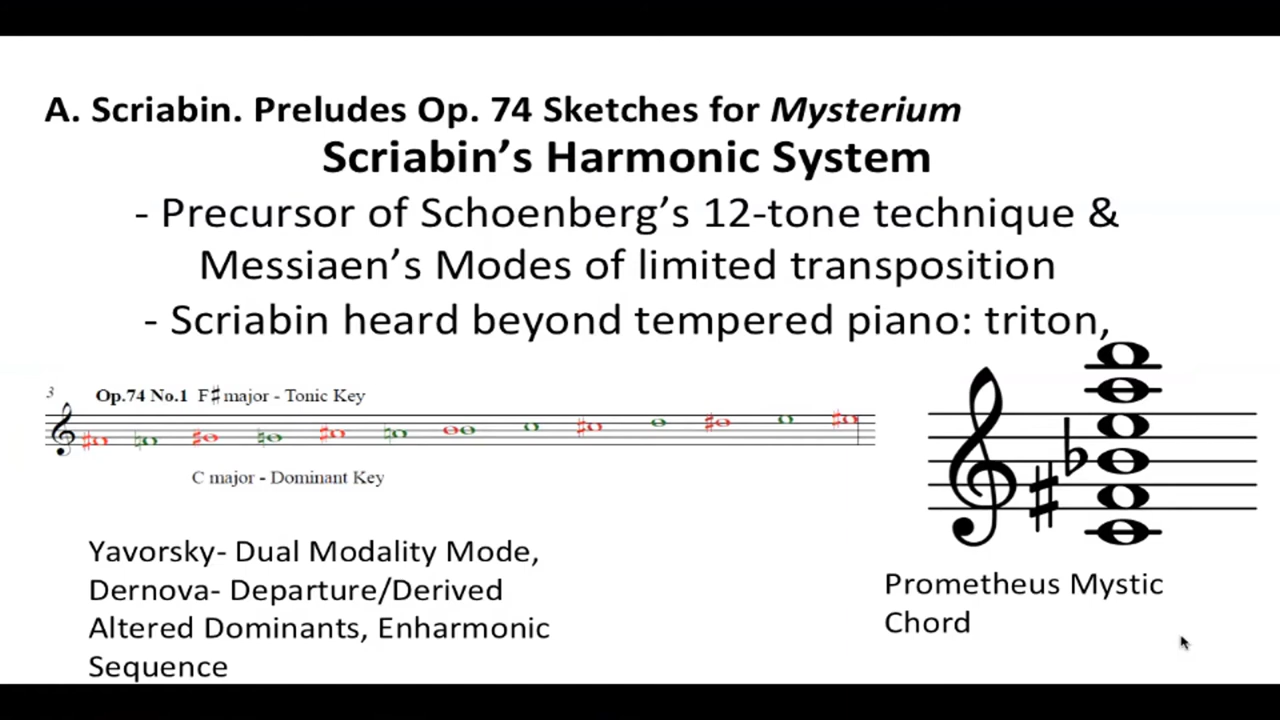 A. Scriabin. Preludes Op. 74 Sketches for Mysterium
Scriabin’s Harmonic System
- Precursor of Schoenberg’s 12-tone technique &
Messiaen’s Modes of limited transposition
- Scriabin heard beyond tempered piano: triton,
3
Op.74 No.1 F♯ major - Tonic Key
C major - Dominant Key
Yavorsky- Dual Modality Mode,
Dernova- Departure/Derived
Altered Dominants, Enharmonic
Sequence
Prometheus Mystic
Chord